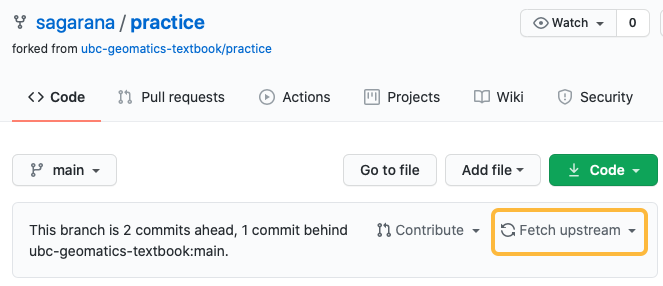 sagarana / practice
Watch 0
forked from ubc-geomatics-textbook/practice
<> Code Pull requests Actions Projects Wiki Security
main Go to file Add file Code
This branch is 2 commits ahead, 1 commit behind Contribute Fetch upstream
ubc-geomatics-textbook:main.